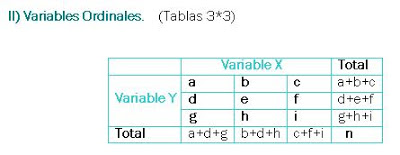 II) Variables Ordinales. (Tablas 3*3)
Variable X Total
a b c a+b+c
Variable Y d e f d+e+f
g h i g+h+i
Total a+d+g b+d+h c+f+i n